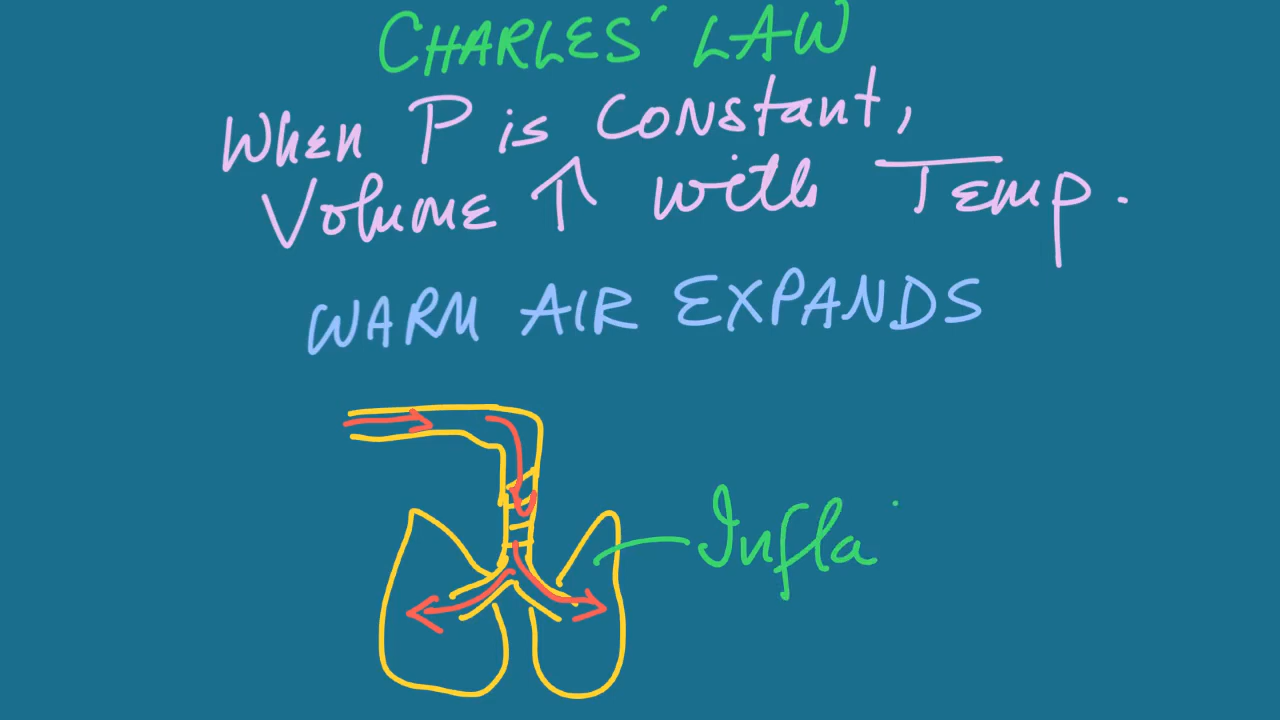 CHARLES' LAW
When P is constant,
Volume ↑ with Temp.
WARM AIR EXPANDS
Infla